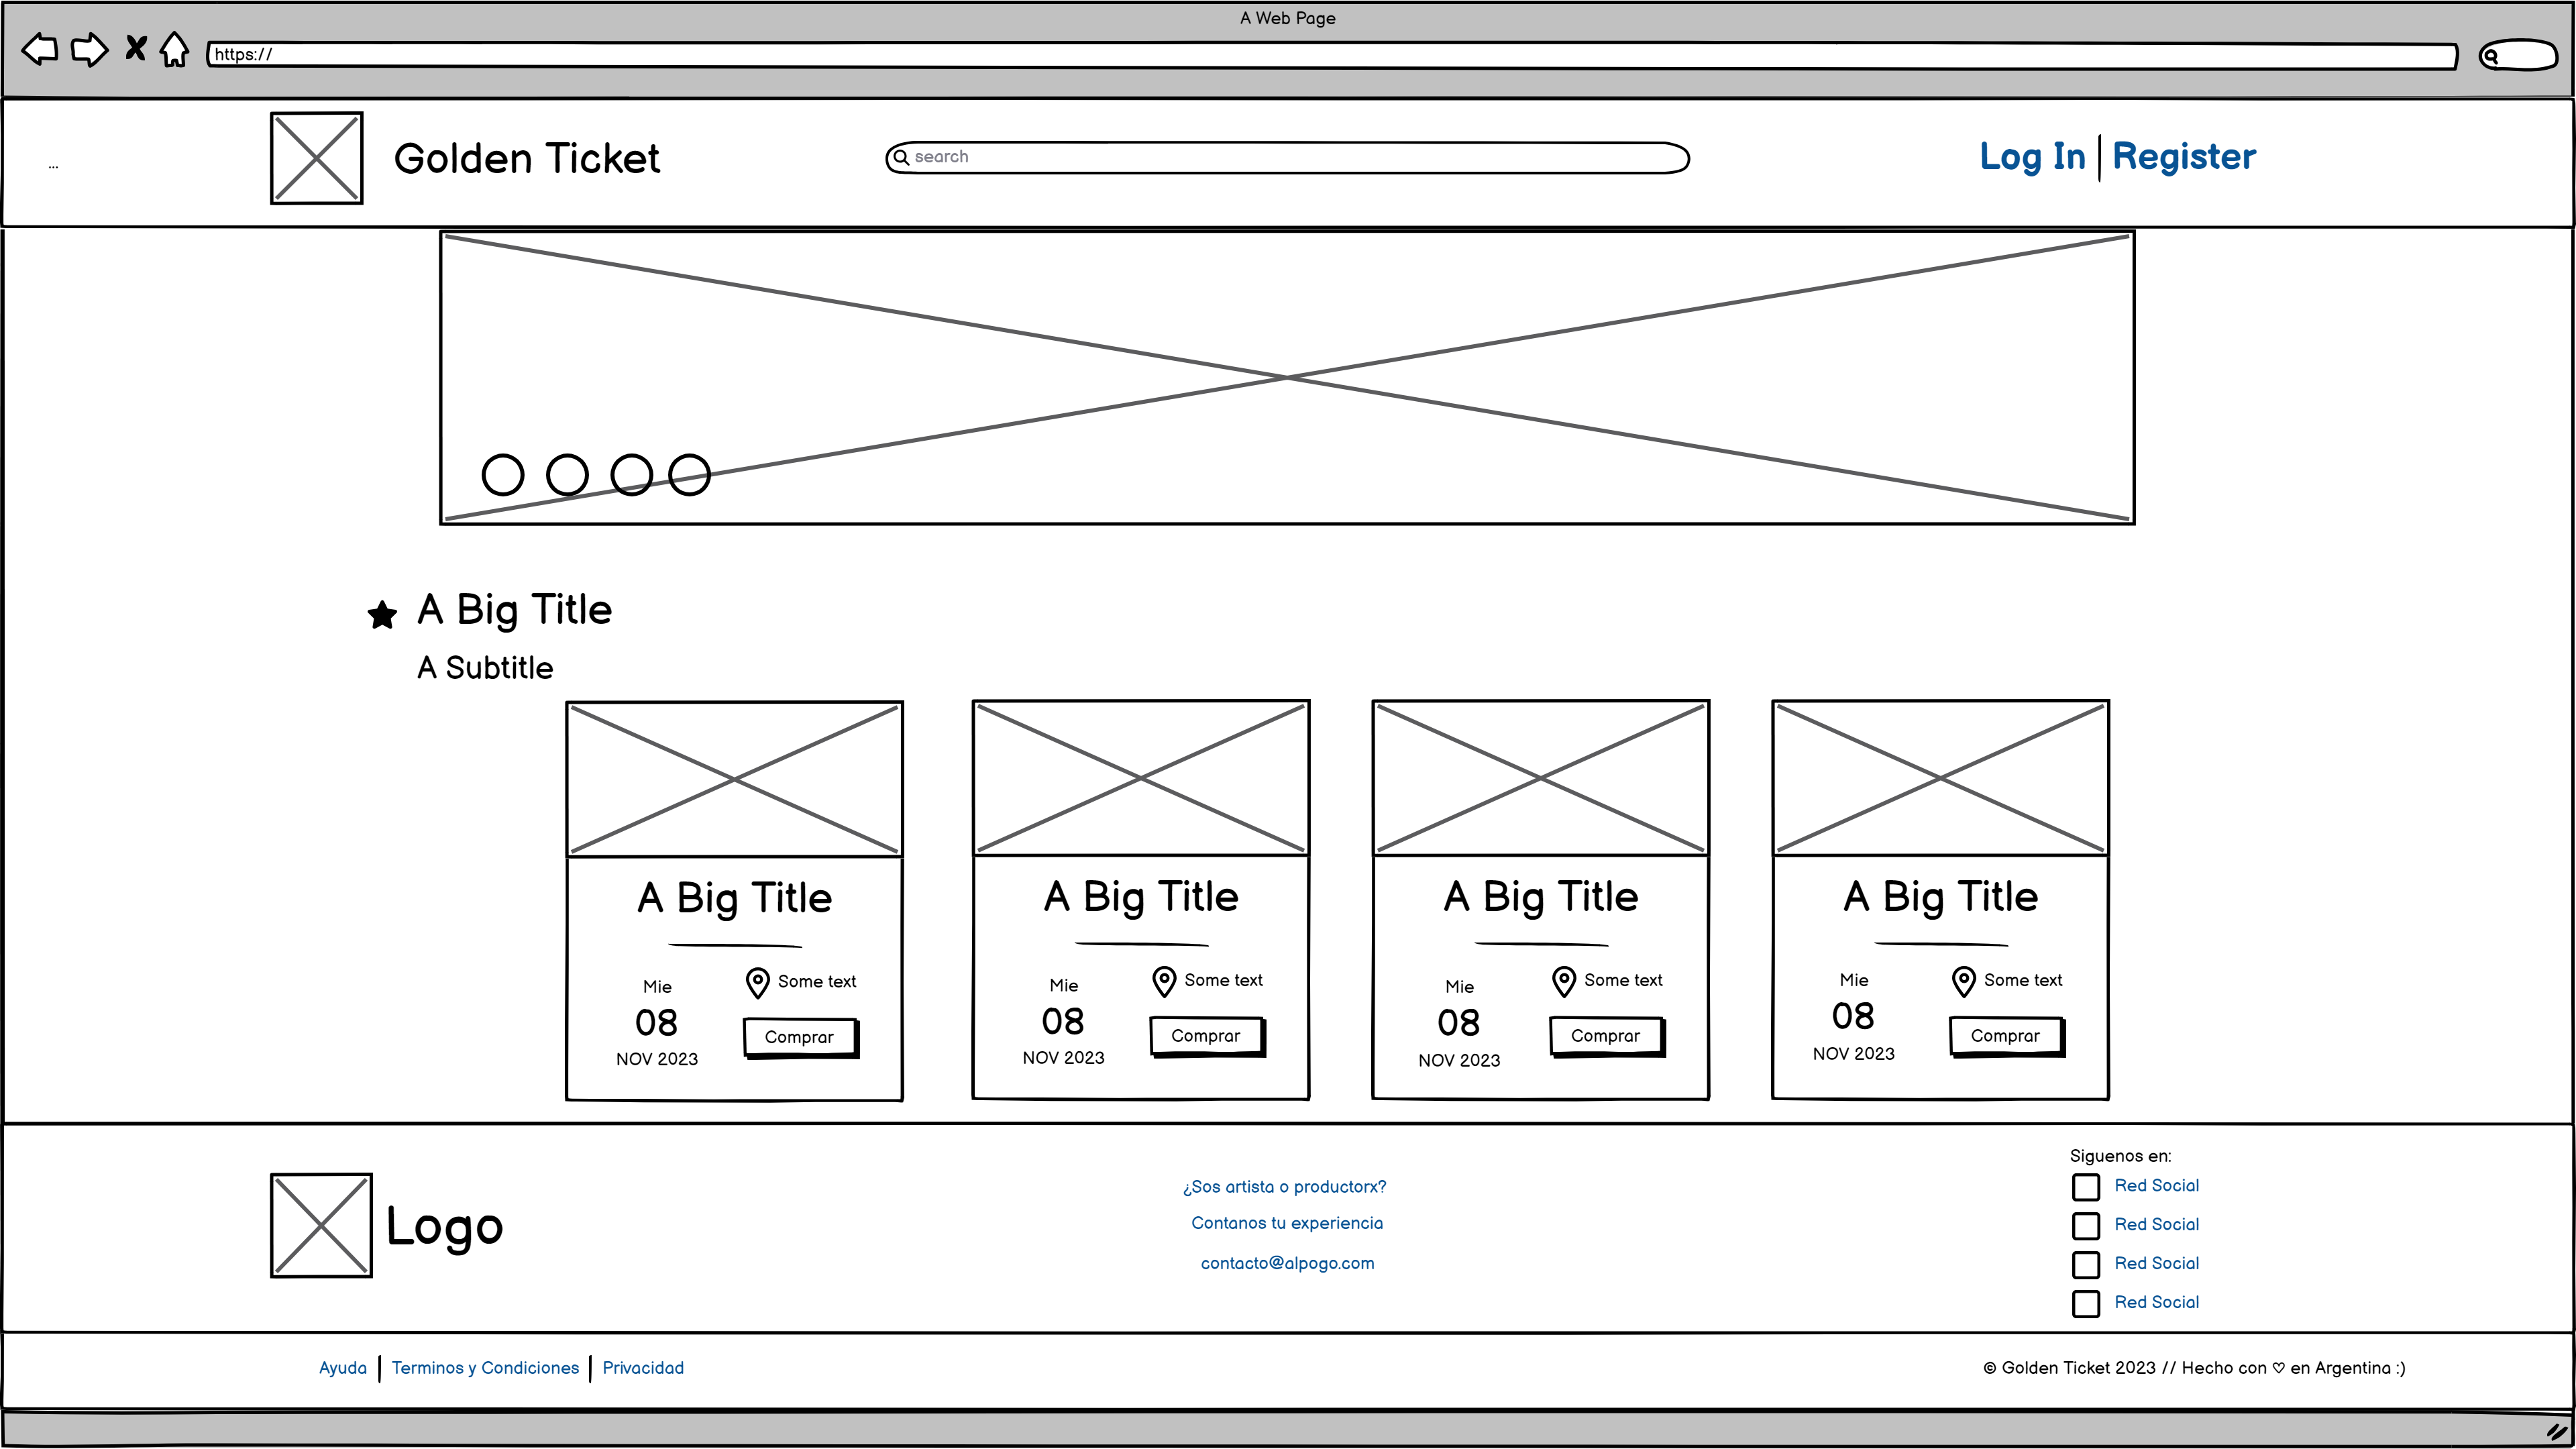 A Web Page
https://
...
Golden Ticket
search
Log In
Register
A Big Title
A Subtitle
A Big Title
Mie
08
NOV 2023
Some text
Comprar
A Big Title
Mie
08
NOV 2023
Some text
Comprar
A Big Title
Mie
08
NOV 2023
Some text
Comprar
A Big Title
Mie
08
NOV 2023
Some text
Comprar
Logo
¿Sos artista o productorx?
Contanos tu experiencia
contacto@alpogo.com
Siguenos en:
Red Social
Red Social
Red Social
Red Social
Ayuda
Terminos y Condiciones
Privacidad
© Golden Ticket 2023 // Hecho con ♡ en Argentina :)